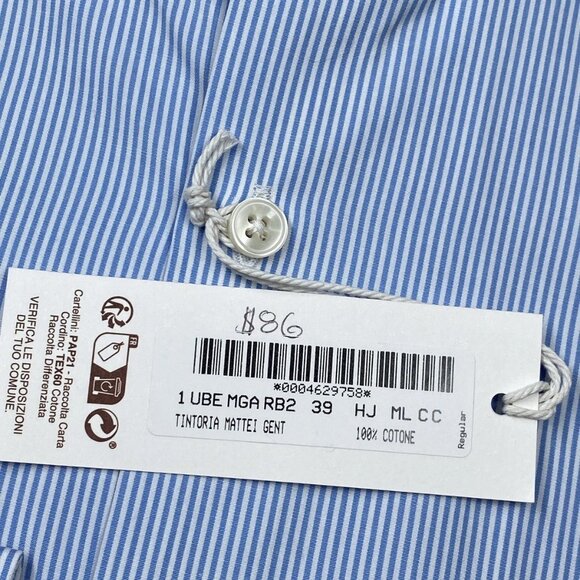 $86
*0004629758*
1 UBE MGA RB2 39 HJ ML C C
TINTORIA MATTEI GENT 100% COTONE
Regular
FR
Cartellini: PAP21 - Raccolta Carta
Cordino: TEX60 Cotone
Raccolta Differenziata
VERIFICA LE DISPOSIZIONI
DEL TUO COMUNE.